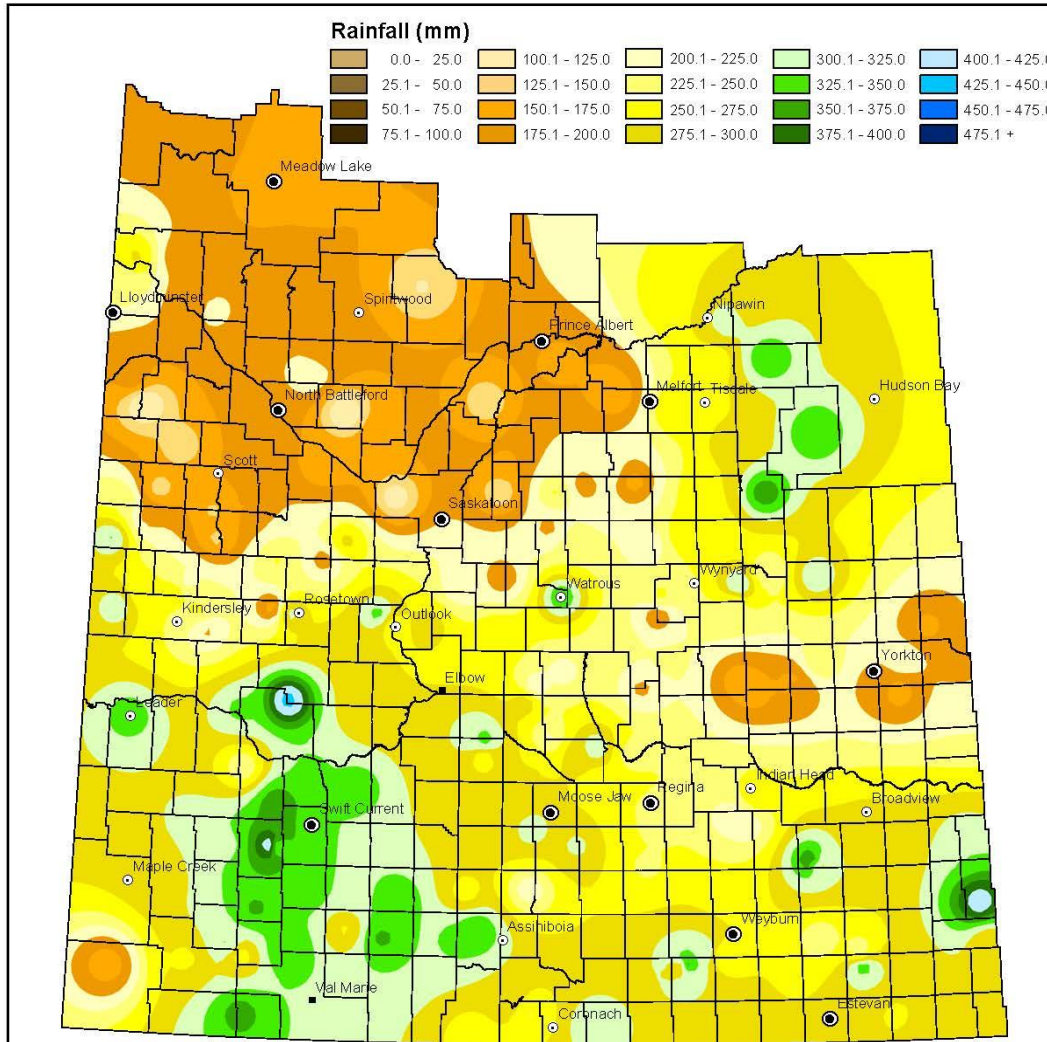 Rainfall (mm)
0.0 - 25.0
25.1 - 50.0
50.1 - 75.0
75.1 - 100.0
100.1 - 125.0
125.1 - 150.0
150.1 - 175.0
175.1 - 200.0
200.1 - 225.0
225.1 - 250.0
250.1 - 275.0
275.1 - 300.0
300.1 - 325.0
325.1 - 350.0
350.1 - 375.0
375.1 - 400.0
400.1 - 425.0
425.1 - 450.0
450.1 - 475.0
475.1 +
Meadow Lake
Lloydminster
Spiritwood
Nipawin
Prince Albert
North Battleford
Melfort
Tisdale
Hudson Bay
Scott
Saskatoon
Watrous
Wynyard
Kindersley
Rosetown
Outlook
Yorkton
Elbow
Leader
Swift Current
Moose Jaw
Regina
Indian Head
Broadview
Maple Creek
Assiniboia
Weyburn
Val Marie
Coronach
Estevan